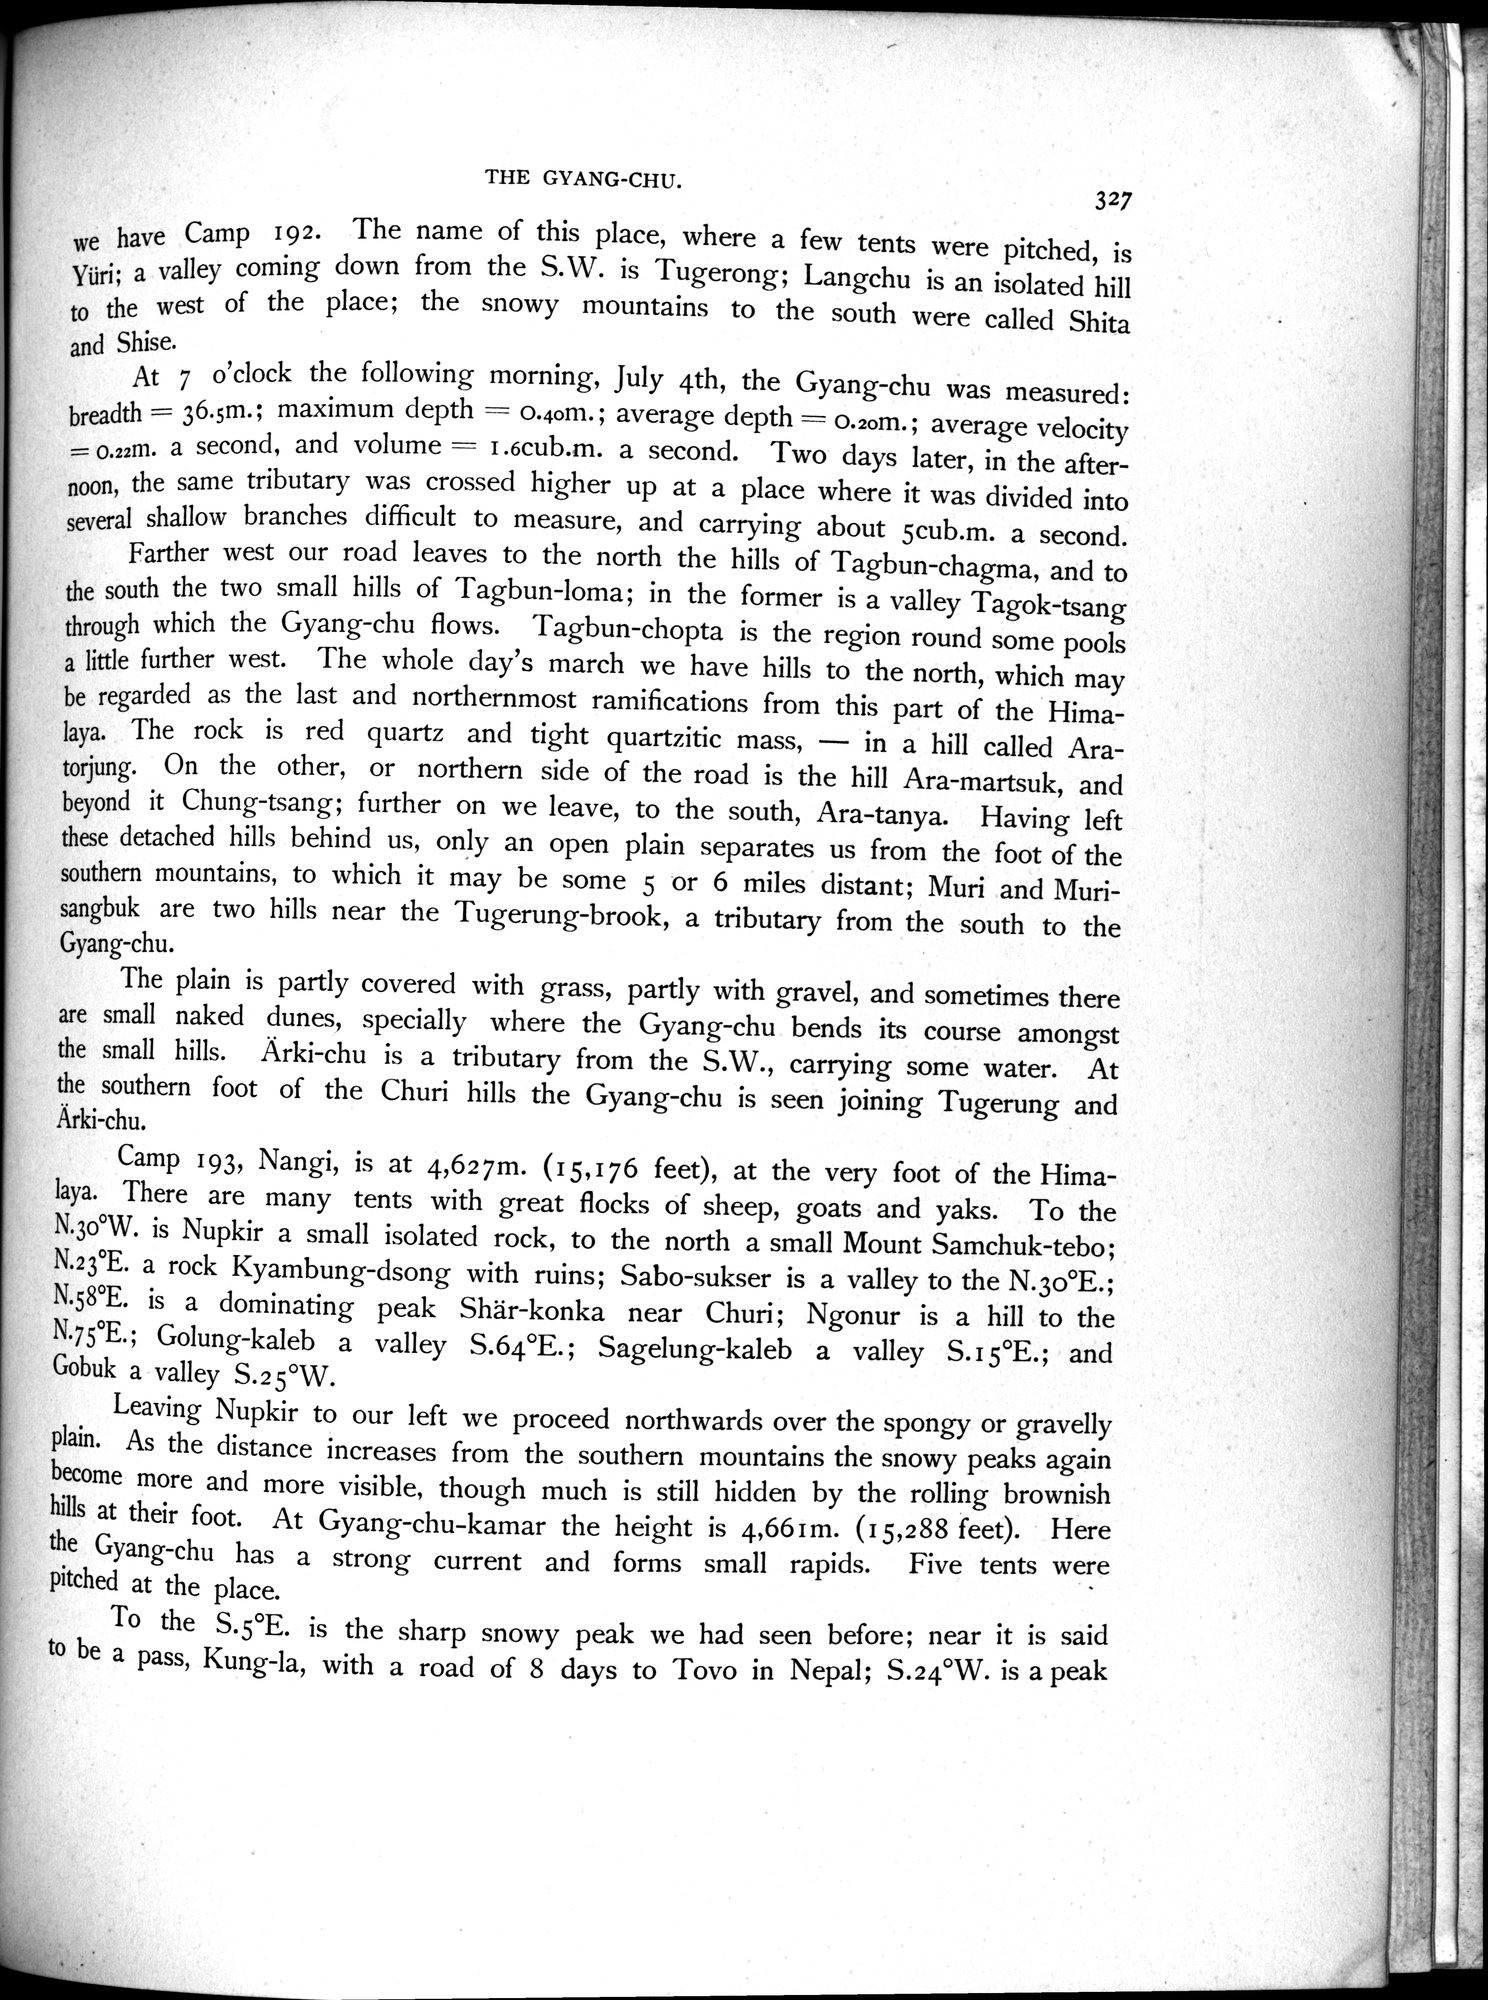 THE GYANG-CHU.
327
we have Camp 192. The name of this place, where a few tents were pitched, is
Yüri; a valley coming down from the S.W. is Tugerong; Langchu is an isolated hill
to the west of the place; the snowy mountains to the south were called Shita
and Shise.
At 7 o'clock the following morning, July 4th, the Gyang-chu was measured:
breadth = 36.5m.; maximum depth = 0.40m.; average depth = 0.20m.; average velocity
= 0.22m. a second, and volume = 1.6cub.m. a second. Two days later, in the after-
noon, the same tributary was crossed higher up at a place where it was divided into
several shallow branches difficult to measure, and carrying about 5cub.m. a second.
Farther west our road leaves to the north the hills of Tagbun-chagma, and to
the south the two small hills of Tagbun-loma; in the former is a valley Tagok-tsang
through which the Gyang-chu flows. Tagbun-chopta is the region round some pools
a little further west. The whole day's march we have hills to the north, which may
be regarded as the last and northernmost ramifications from this part of the Hima-
laya. The rock is red quartz and tight quartzitic mass, — in a hill called Ara-
torjung. On the other, or northern side of the road is the hill Ara-martsuk, and
beyond it Chung-tsang; further on we leave, to the south, Ara-tanya. Having left
these detached hills behind us, only an open plain separates us from the foot of the
southern mountains, to which it may be some 5 or 6 miles distant; Muri and Muri-
sangbuk are two hills near the Tugerung-brook, a tributary from the south to the
Gyang-chu.
The plain is partly covered with grass, partly with gravel, and sometimes there
are small naked dunes, specially where the Gyang-chu bends its course amongst
the small hills. Ärki-chu is a tributary from the S.W., carrying some water. At
the southern foot of the Churi hills the Gyang-chu is seen joining Tugerung and
Ärki-chu.
Camp 193, Nangi, is at 4,627m. (15,176 feet), at the very foot of the Hima-
laya. There are many tents with great flocks of sheep, goats and yaks. To the
N.30°W. is Nupkir a small isolated rock, to the north a small Mount Samchuk-tebo;
N.23°E. a rock Kyambung-dsong with ruins; Sabo-sukser is a valley to the N.30°E.;
N.58°E. is a dominating peak Shär-konka near Churi; Ngonur is a hill to the
N.75°E.; Golung-kaleb a valley S.64°E.; Sagelung-kaleb a valley S.15°E.; and
Gobuk a valley S.25°W.
Leaving Nupkir to our left we proceed northwards over the spongy or gravelly
plain. As the distance increases from the southern mountains the snowy peaks again
become more and more visible, though much is still hidden by the rolling brownish
hills at their foot. At Gyang-chu-kamar the height is 4,661m. (15,288 feet). Here
the Gyang-chu has a strong current and forms small rapids. Five tents were
pitched at the place.
To the S.5°E. is the sharp snowy peak we had seen before; near it is said
to be a pass, Kung-la, with a road of 8 days to Tovo in Nepal; S.24°W. is a peak